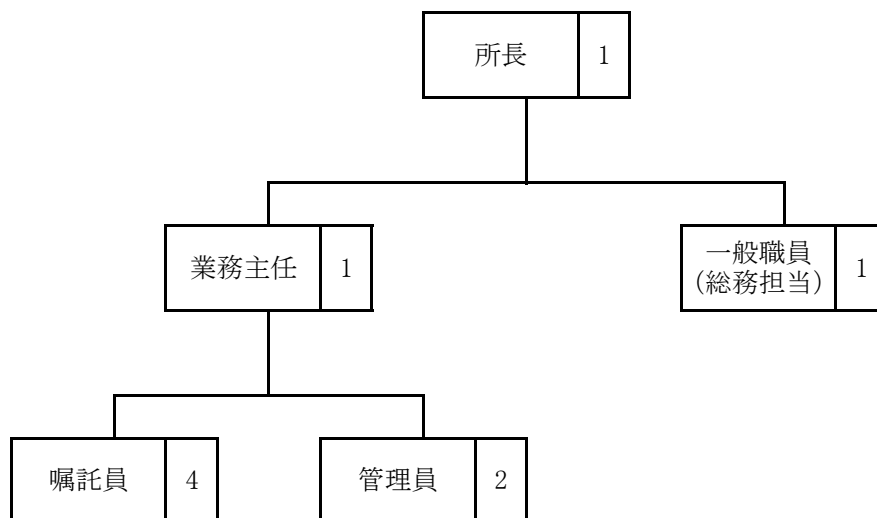 所長 1
業務主任 1
一般職員 1
（総務担当）
嘱託員 4
管理員 2